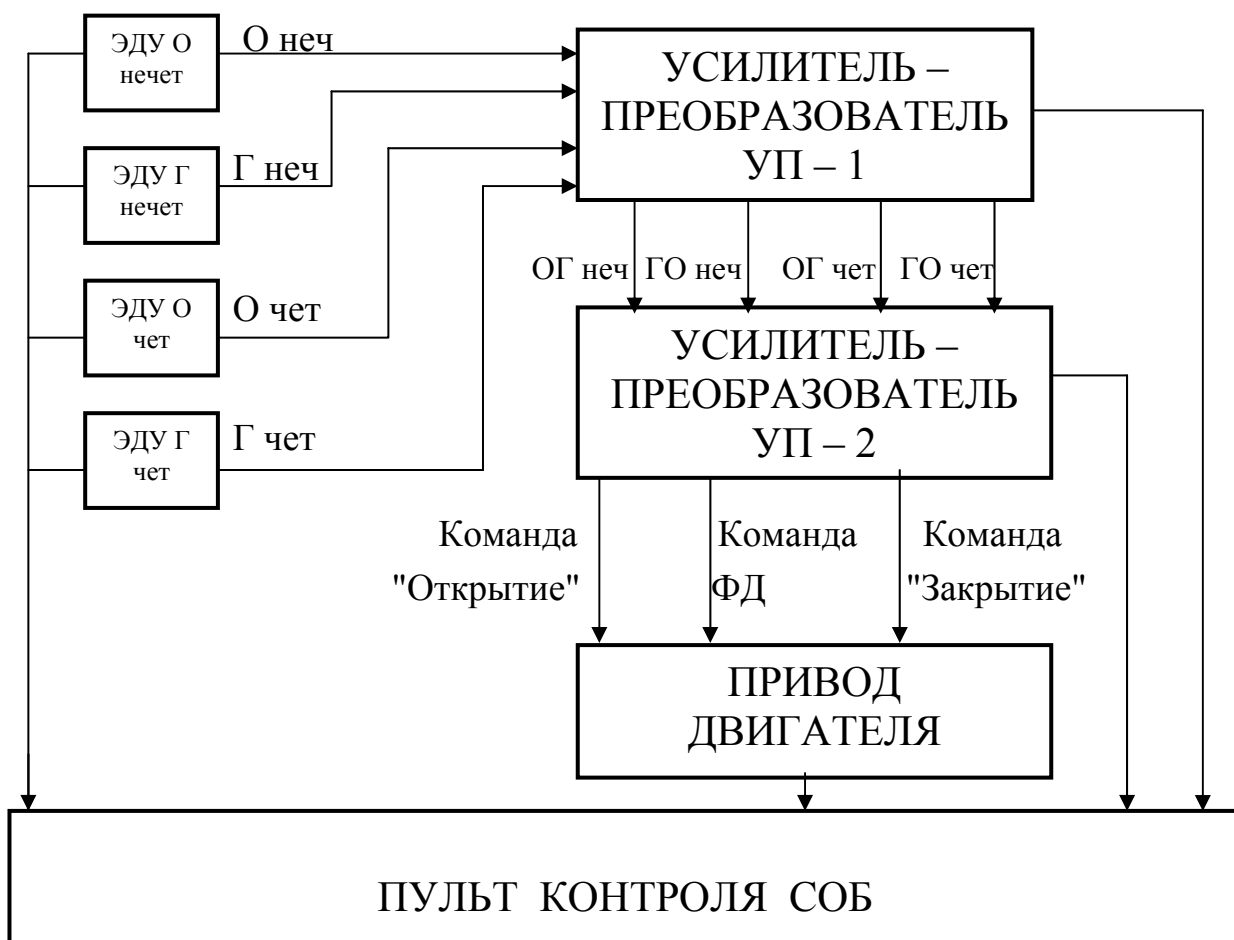 ЭДУ О
нечет
О неч
ЭДУ Г
нечет
Г неч
ЭДУ О
чет
О чет
ЭДУ Г
чет
Г чет
УСИЛИТЕЛЬ –
ПРЕОБРАЗОВАТЕЛЬ
УП – 1
ОГ неч ГО неч ОГ чет ГО чет
УСИЛИТЕЛЬ –
ПРЕОБРАЗОВАТЕЛЬ
УП – 2
Команда
"Открытие"
Команда
ФД
Команда
"Закрытие"
ПРИВОД
ДВИГАТЕЛЯ
ПУЛЬТ КОНТРОЛЯ СОБ